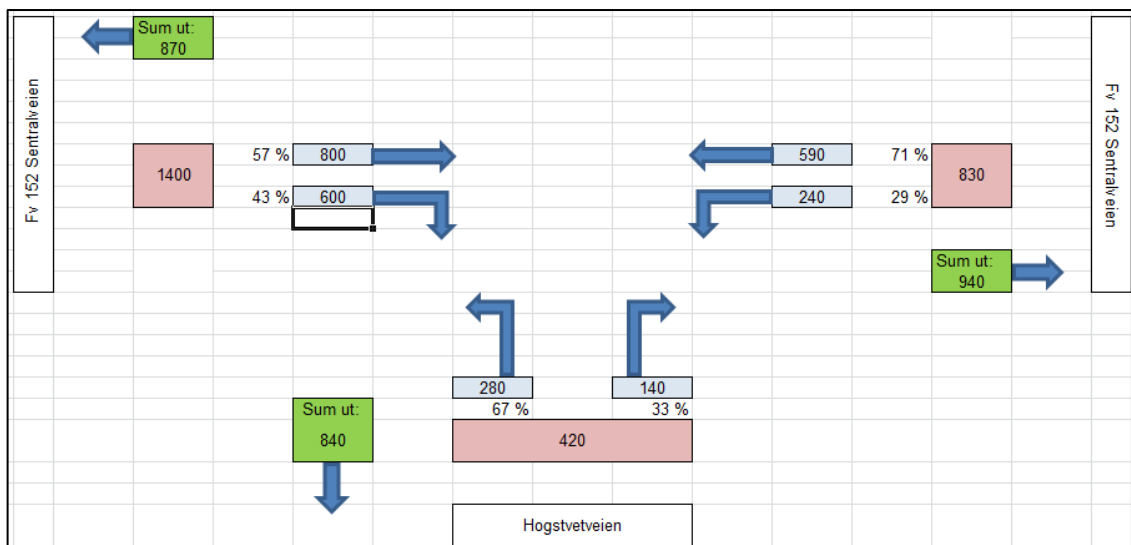 Sum ut:
870
Fv 152 Sentralveien
Fv 152 Sentralveien
57 % 800
590 71 %
1400
830
43 % 600
240 29 %
Sum ut:
940
280
140
67 %
33 %
Sum ut:
840
420
Hogstvetveien